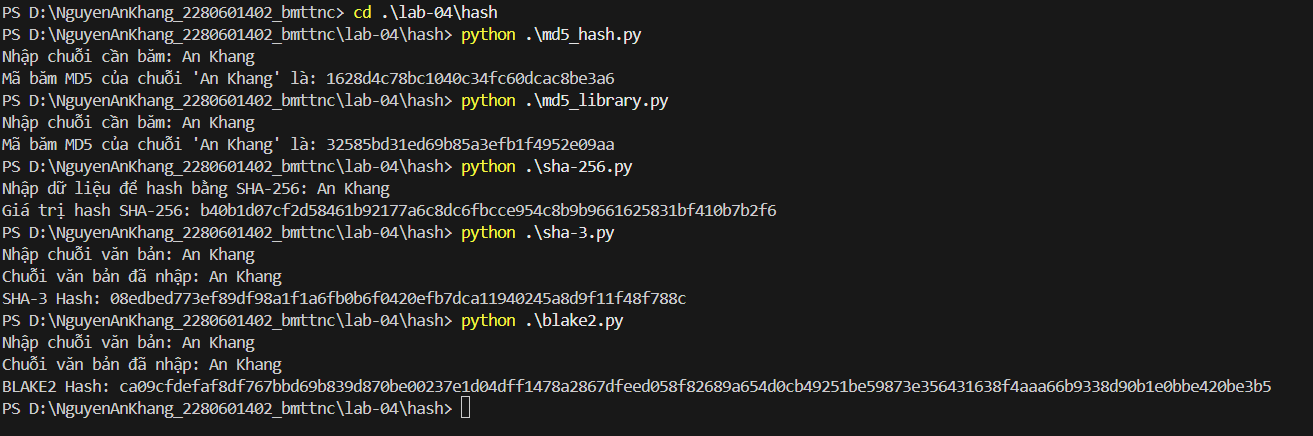 PS D:\NguyenAnKhang_2280601402_bmttnc> cd .\lab-04\hash
PS D:\NguyenAnKhang_2280601402_bmttnc\lab-04\hash> python .\md5_hash.py
Nhập chuỗi cần băm: An Khang
Mã băm MD5 của chuỗi 'An Khang' là: 1628d4c78bc1040c34fc60dcac8be3a6
PS D:\NguyenAnKhang_2280601402_bmttnc\lab-04\hash> python .\md5_library.py
Nhập chuỗi cần băm: An Khang
Mã băm MD5 của chuỗi 'An Khang' là: 32585bd31ed69b85a3efb1f4952e09aa
PS D:\NguyenAnKhang_2280601402_bmttnc\lab-04\hash> python .\sha-256.py
Nhập dữ liệu để hash bằng SHA-256: An Khang
Giá trị hash SHA-256: b40b1d07cf2d58461b92177a6c8dc6fbcce954c8b9b9661625831bf410b7b2f6
PS D:\NguyenAnKhang_2280601402_bmttnc\lab-04\hash> python .\sha-3.py
Nhập chuỗi văn bản: An Khang
Chuỗi văn bản đã nhập: An Khang
SHA-3 Hash: 08edbed773ef89df98a1f1a6fb0b6f0420efb7dca11940245a8d9f11f48f788c
PS D:\NguyenAnKhang_2280601402_bmttnc\lab-04\hash> python .\blake2.py
Nhập chuỗi văn bản: An Khang
Chuỗi văn bản đã nhập: An Khang
BLAKE2 Hash: ca09cfdefaf8df767bbd69b839d870be00237e1d04dff1478a2867dfeed058f82689a654d0cb49251be59873e356431638f4aaa66b9338d90b1e0bbe420be3b5
PS D:\NguyenAnKhang_2280601402_bmttnc\lab-04\hash>